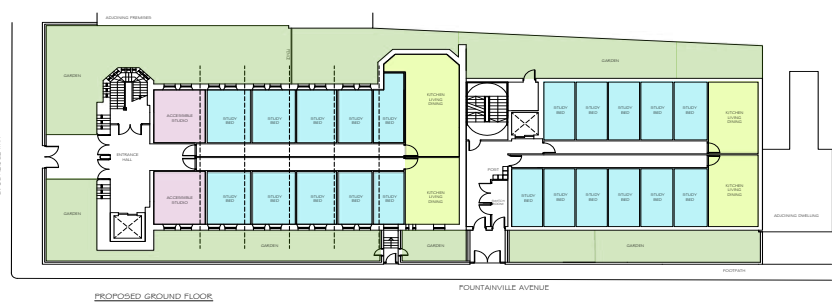 ADJOINING PREMISES
GARDEN
GARDEN
GARDEN
ACCESSIBLE
STUDIO
STUDY
BED
STUDY
BED
STUDY
BED
STUDY
BED
STUDY
BED
KITCHEN
LIVING
DINING
STUDY
BED
STUDY
BED
STUDY
BED
STUDY
BED
STUDY
BED
KITCHEN
LIVING
DINING
ENTRANCE
HALL
POST
ACCESSIBLE
STUDIO
STUDY
BED
STUDY
BED
STUDY
BED
STUDY
BED
STUDY
BED
KITCHEN
LIVING
DINING
STUDY
BED
STUDY
BED
STUDY
BED
STUDY
BED
STUDY
BED
STUDY
BED
KITCHEN
LIVING
DINING
GARDEN
ADJOINING DWELLING
GARDEN
GARDEN
GARDEN
FOOTPATH
FOUNTAINVILLE AVENUE
PROPOSED GROUND FLOOR